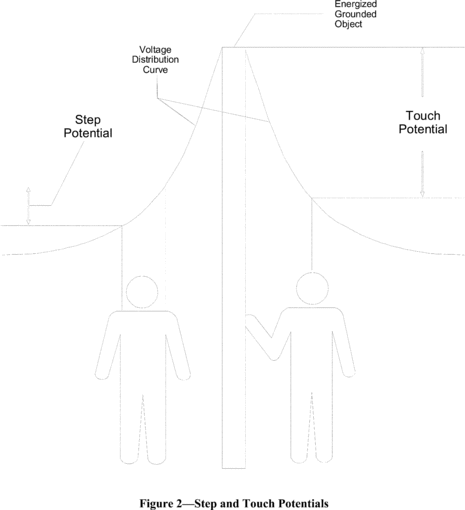 Energized
Grounded
Object
Voltage
Distribution
Curve
Step
Potential
Touch
Potential
Figure 2—Step and Touch Potentials